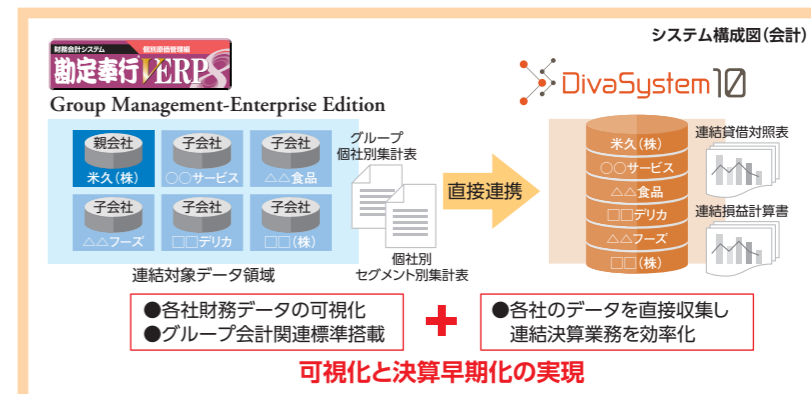 システム構成図(会計)
財務会計システム 個別原価管理編
勘定奉行VERP8
Group Management-Enterprise Edition
DivaSystem10
親会社
米久(株)
子会社
○○サービス
子会社
△△食品
子会社
△△フーズ
子会社
□□デリカ
子会社
□□(株)
連結対象データ領域
グループ
個社別集計表
個社別
セグメント別集計表
直接連携
米久(株)
○○サービス
△△食品
□□デリカ
△△フーズ
□□(株)
連結貸借対照表
連結損益計算書
●各社財務データの可視化
●グループ会計関連標準搭載
+
●各社のデータを直接収集し
連結決算業務を効率化
可視化と決算早期化の実現